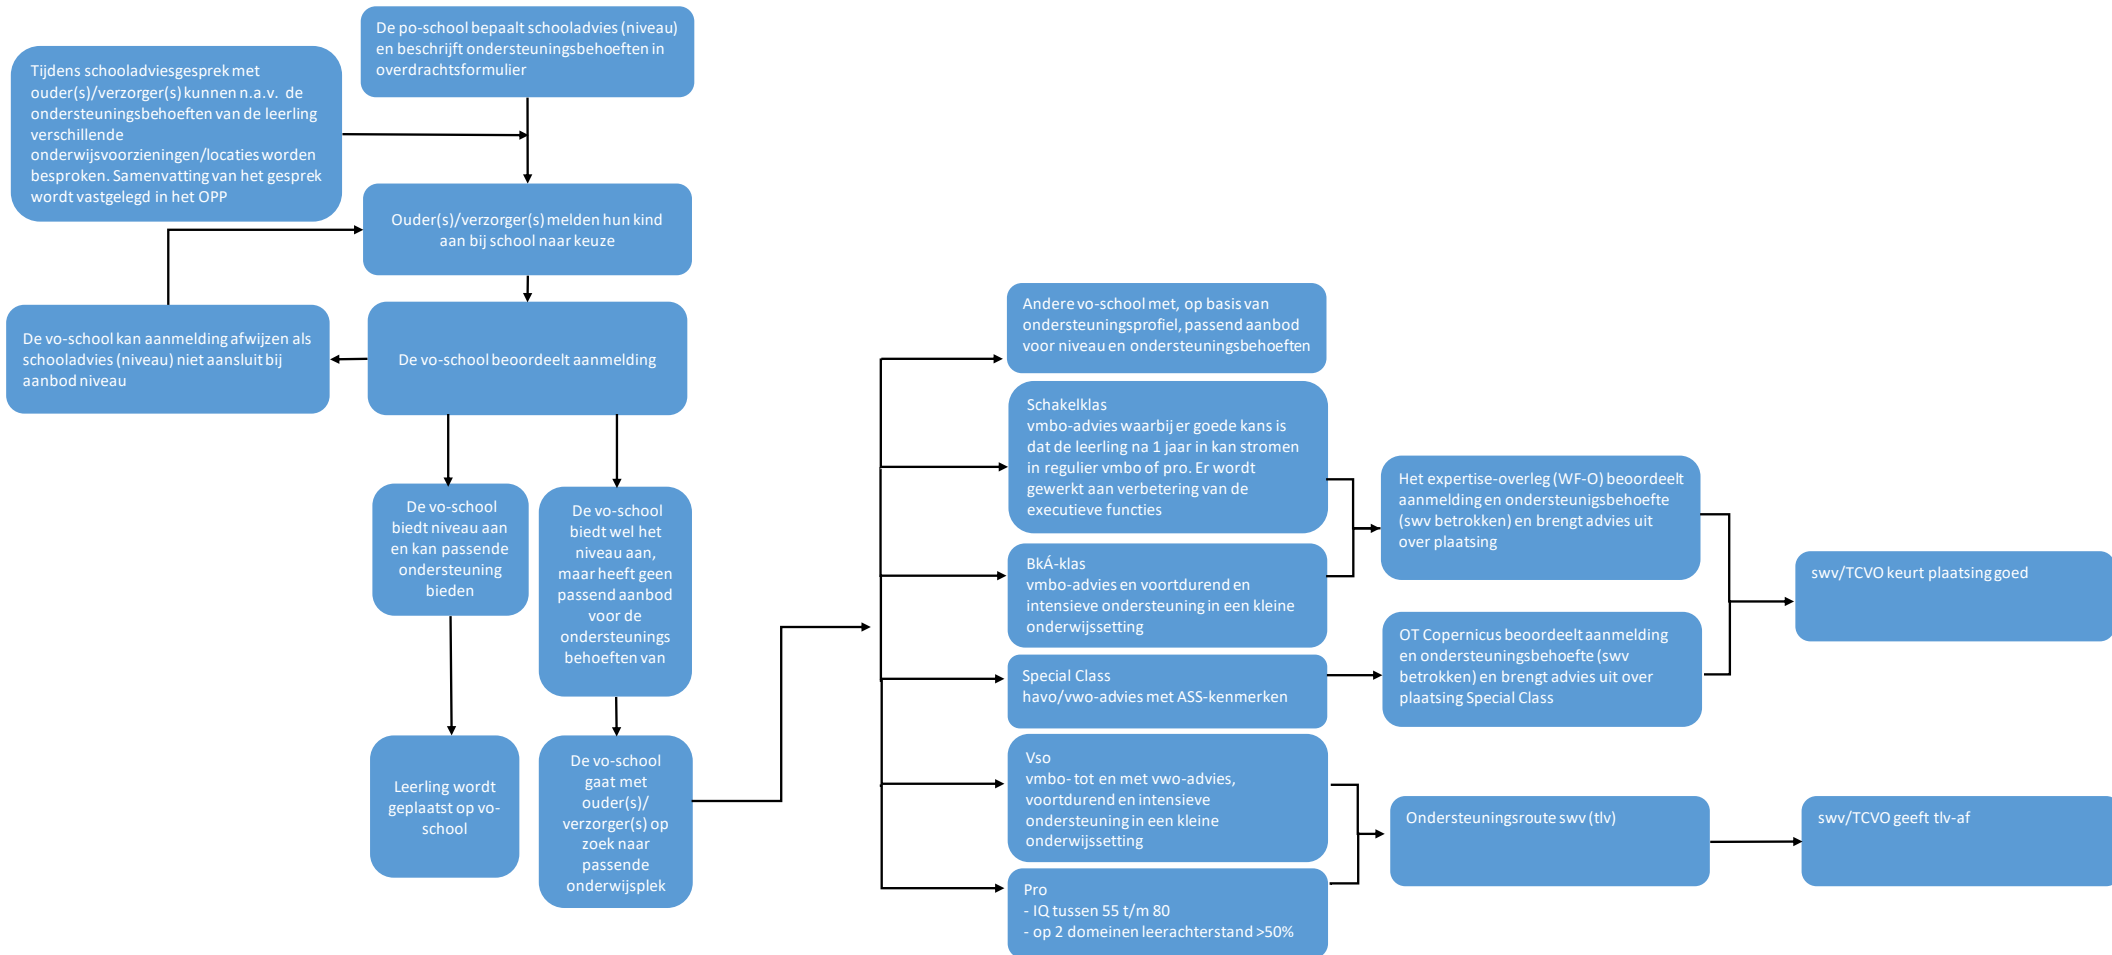 De po-school bepaalt schooladvies (niveau)
en beschrijft ondersteuningsbehoeften in
overdrachtsformulier
Tijdens schooladviesgesprek met
ouder(s)/verzorger(s) kunnen n.a.v. de
ondersteuningsbehoeften van de leerling
verschillende
onderwijsvoorzieningen/locaties worden
besproken. Samenvatting van het gesprek
wordt vastgelegd in het OPP
Ouder(s)/verzorger(s) melden hun kind
aan bij school naar keuze
De vo-school kan aanmelding afwijzen als
schooladvies (niveau) niet aansluit bij
aanbod niveau
De vo-school beoordeelt aanmelding
De vo-school
biedt niveau aan
en kan passende
ondersteuning
bieden
De vo-school
biedt wel het
niveau aan,
maar heeft geen
passend aanbod
voor de
ondersteunings
behoeften van
Leerling wordt
geplaatst op vo-
school
De vo-school
gaat met
ouder(s)/
verzorger(s) op
zoek naar
passende
onderwijsplek
Andere vo-school met, op basis van
ondersteuningsprofiel, passend aanbod
voor niveau en ondersteuningsbehoeften
Schakelklas
vmbo-advies waarbij er goede kans is
dat de leerling na 1 jaar in kan stromen
in regulier vmbo of pro. Er wordt
gewerkt aan verbetering van de
executieve functies
BkÁ-klas
vmbo-advies en voortdurend en
intensieve ondersteuning in een kleine
onderwijssetting
Special Class
havo/vwo-advies met ASS-kenmerken
Vso
vmbo- tot en met vwo-advies,
voortdurend en intensieve
ondersteuning in een kleine
onderwijssetting
Pro
- IQ tussen 55 t/m 80
- op 2 domeinen leerachterstand >50%
Het expertise-overleg (WF-O) beoordeelt
aanmelding en ondersteunigsbehoefte
(swv betrokken) en brengt advies uit
over plaatsing
OT Copernicus beoordeelt aanmelding
en ondersteuningsbehoefte (swv
betrokken) en brengt advies uit over
plaatsing Special Class
Ondersteuningsroute swv (tlv)
swv/TCVO keurt plaatsing goed
swv/TCVO geeft tlv-af